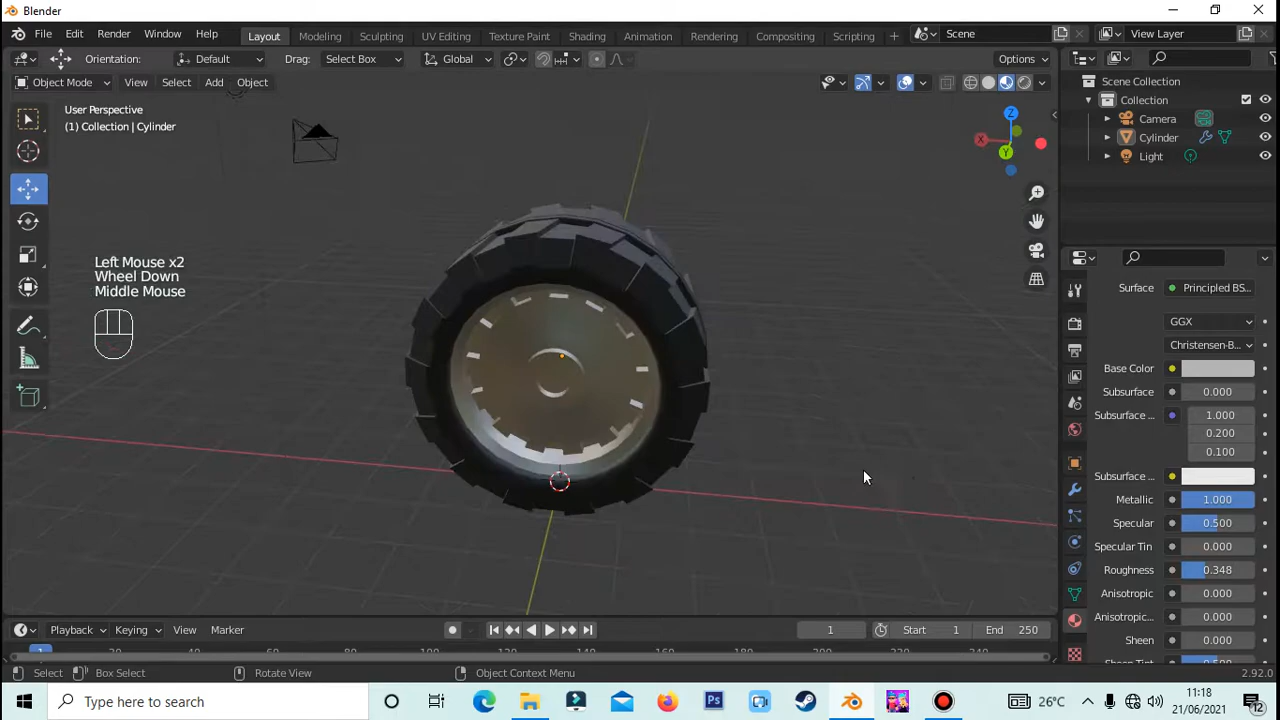 Blender
File Edit Render Window Help Layout Modeling Sculpting UV Editing Texture Paint Shading Animation Rendering Compositing Scripting + Scene View Layer
Orientation: Default Drag: Select Box Global Options
Object Mode View Select Add Object
User Perspective
(1) Collection | Cylinder
Z
X
Y
Left Mouse x2
Wheel Down
Middle Mouse
Scene Collection
Collection
Camera
Cylinder
Light
Surface Principled BS...
GGX
Christensen-B...
Base Color
Subsurface 0.000
Subsurface .. 1.000
0.200
0.100
Subsurface ..
Metallic 1.000
Specular 0.500
Specular Tin 0.000
Roughness 0.348
Anisotropic 0.000
Anisotropic... 0.000
Sheen 0.000
Playback Keying View Marker 1 Start 1 End 250
1
Select Box Select Rotate View Object Context Menu 2.92.0
Type here to search Ps 26°C 11:18
21/06/2021
12